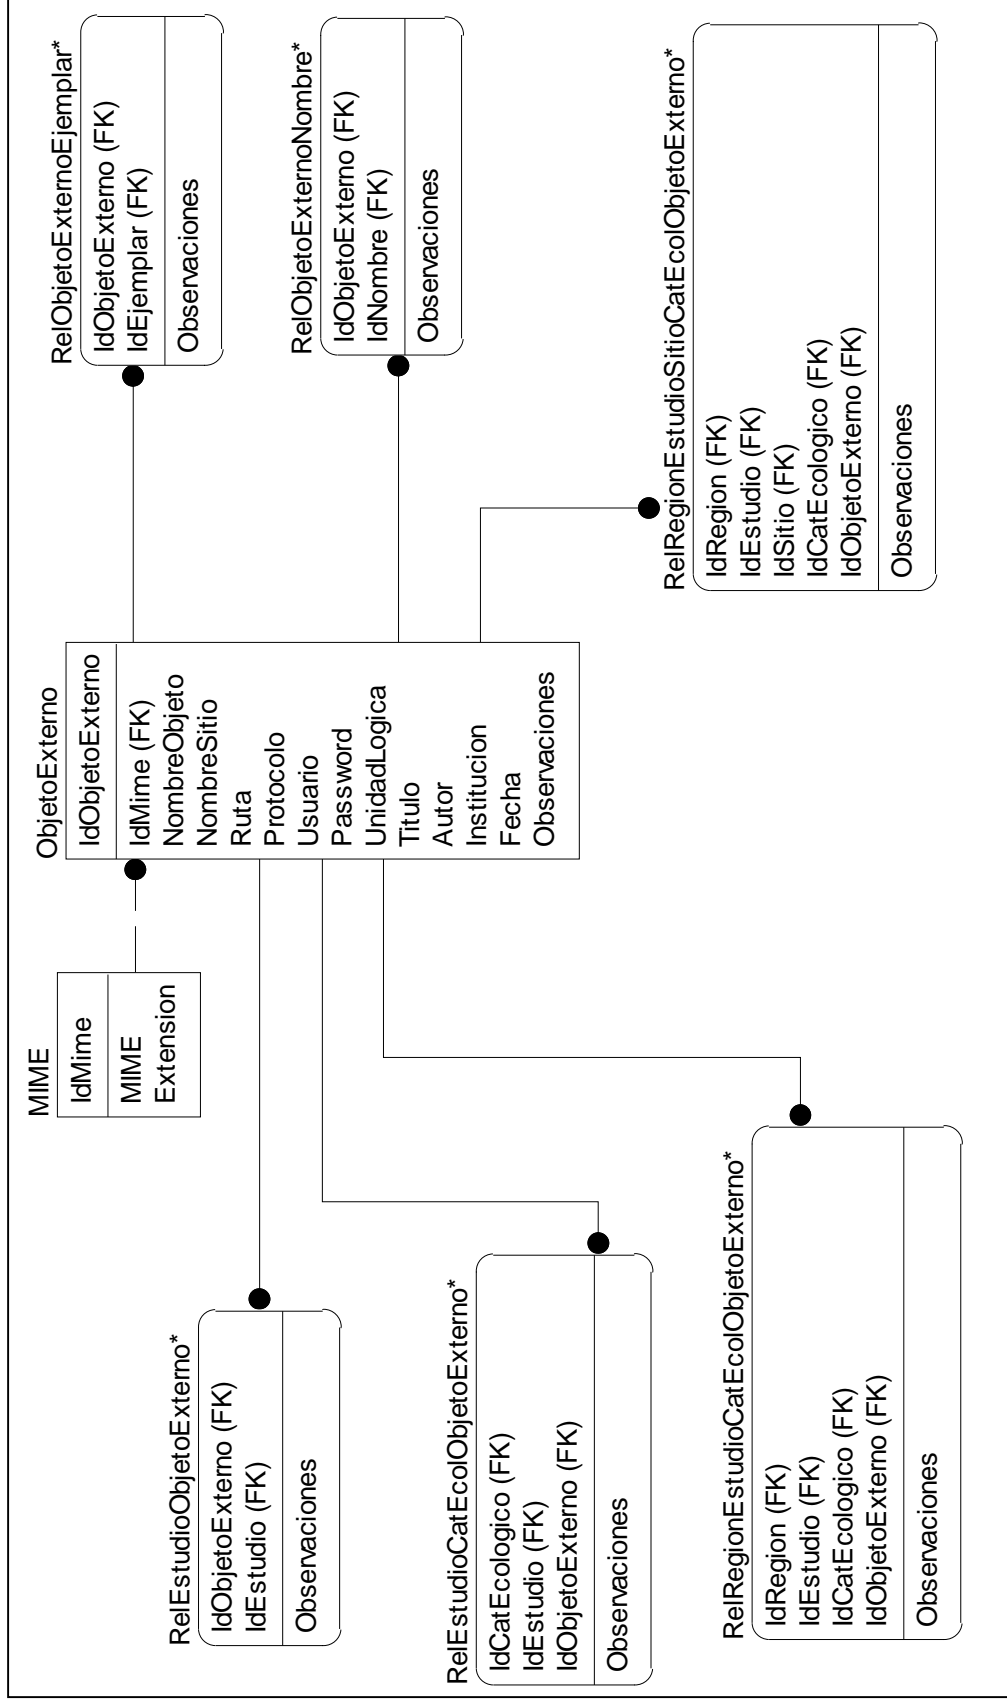 MIME
IdMime
MIME
Extension
ObjetoExterno
IdObjetoExterno
IdMime (FK)
NombreObjeto
NombreSitio
Ruta
Protocolo
Usuario
Password
UnidadLogica
Titulo
Autor
Institucion
Fecha
Observaciones
RelObjetoExternoEjemplar*
IdObjetoExterno (FK)
IdEjemplar (FK)
Observaciones
RelEstudioObjetoExterno*
IdObjetoExterno (FK)
IdEstudio (FK)
Observaciones
RelObjetoExternoNombre*
IdObjetoExterno (FK)
IdNombre (FK)
Observaciones
RelEstudioCatEcolObjetoExterno*
IdCatEcologico (FK)
IdEstudio (FK)
IdObjetoExterno (FK)
Observaciones
RelRegionEstudioSitioCatEcolObjetoExterno*
IdRegion (FK)
IdEstudio (FK)
IdSitio (FK)
IdCatEcologico (FK)
IdObjetoExterno (FK)
Observaciones
RelRegionEstudioCatEcolObjetoExterno*
IdRegion (FK)
IdEstudio (FK)
IdCatEcologico (FK)
IdObjetoExterno (FK)
Observaciones